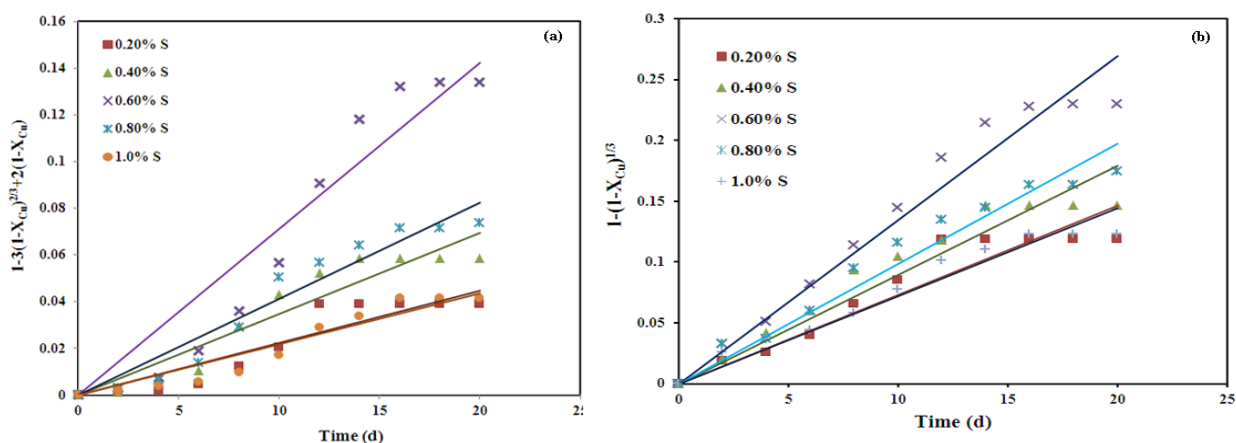 (a)
0.16
0.14
0.12
0.1
0.08
0.06
0.04
0.02
0
0.20% S
0.40% S
0.60% S
0.80% S
1.0% S
1-3(1-X_Cu)^2/3+2(1-X_Cu)
0 5 10 15 20 25
Time (d)
(b)
0.3
0.25
0.2
0.15
0.1
0.05
0
0.20% S
0.40% S
0.60% S
0.80% S
1.0% S
1-(1-X_Cu)^1/3
0 5 10 15 20 25
Time (d)